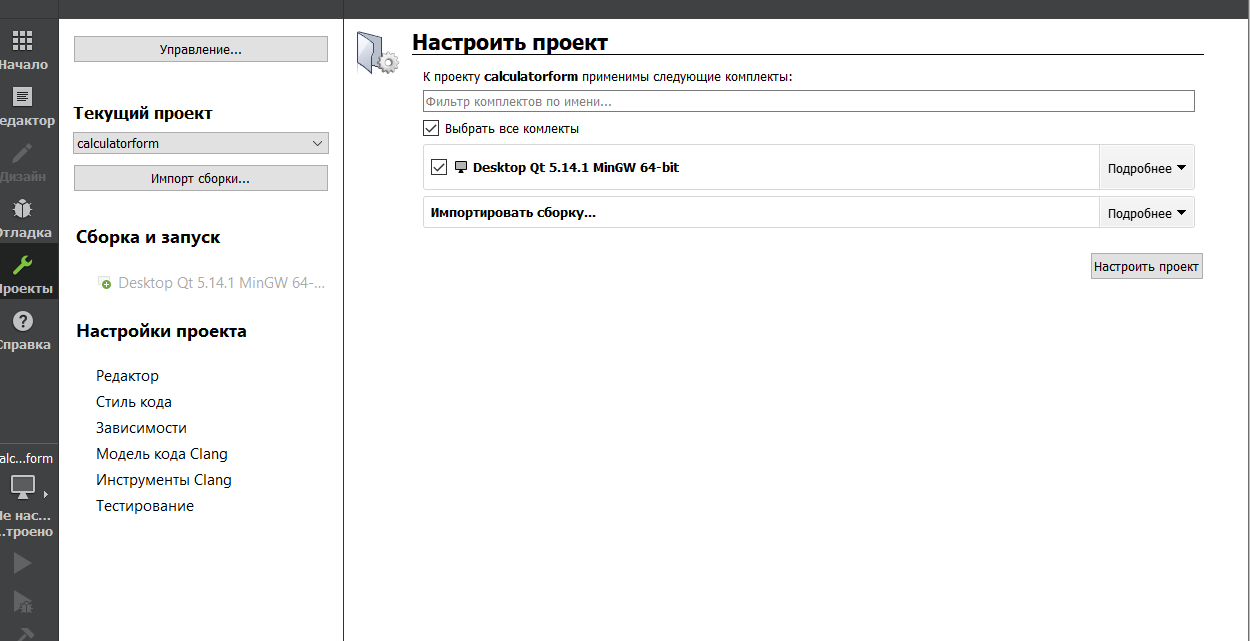 Начало
едактор
Дизайн
Отладка
Проекты
Справка
alc...form
Не нас...
...троено
Управление...
Текущий проект
calculatorform
Импорт сборки...
Сборка и запуск
Desktop Qt 5.14.1 MinGW 64-...
Настройки проекта
Редактор
Стиль кода
Зависимости
Модель кода Clang
Инструменты Clang
Тестирование
Настроить проект
К проекту calculatorform применимы следующие комплекты:
Фильтр комплектов по имени...
Выбрать все комлекты
Desktop Qt 5.14.1 MinGW 64-bit
Подробнее
Импортировать сборку...
Подробнее
Настроить проект